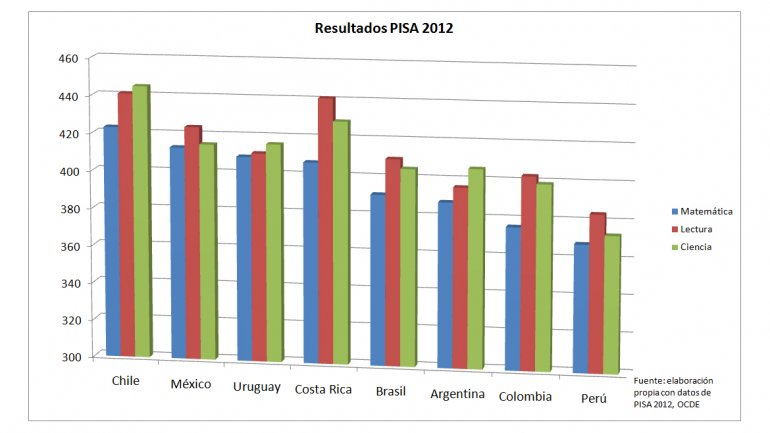 Resultados PISA 2012
460
440
420
400
380
360
340
320
300
Chile
México
Uruguay
Costa Rica
Brasil
Argentina
Colombia
Perú
Matemática
Lectura
Ciencia
Fuente: elaboración
propia con datos de
PISA 2012, OCDE